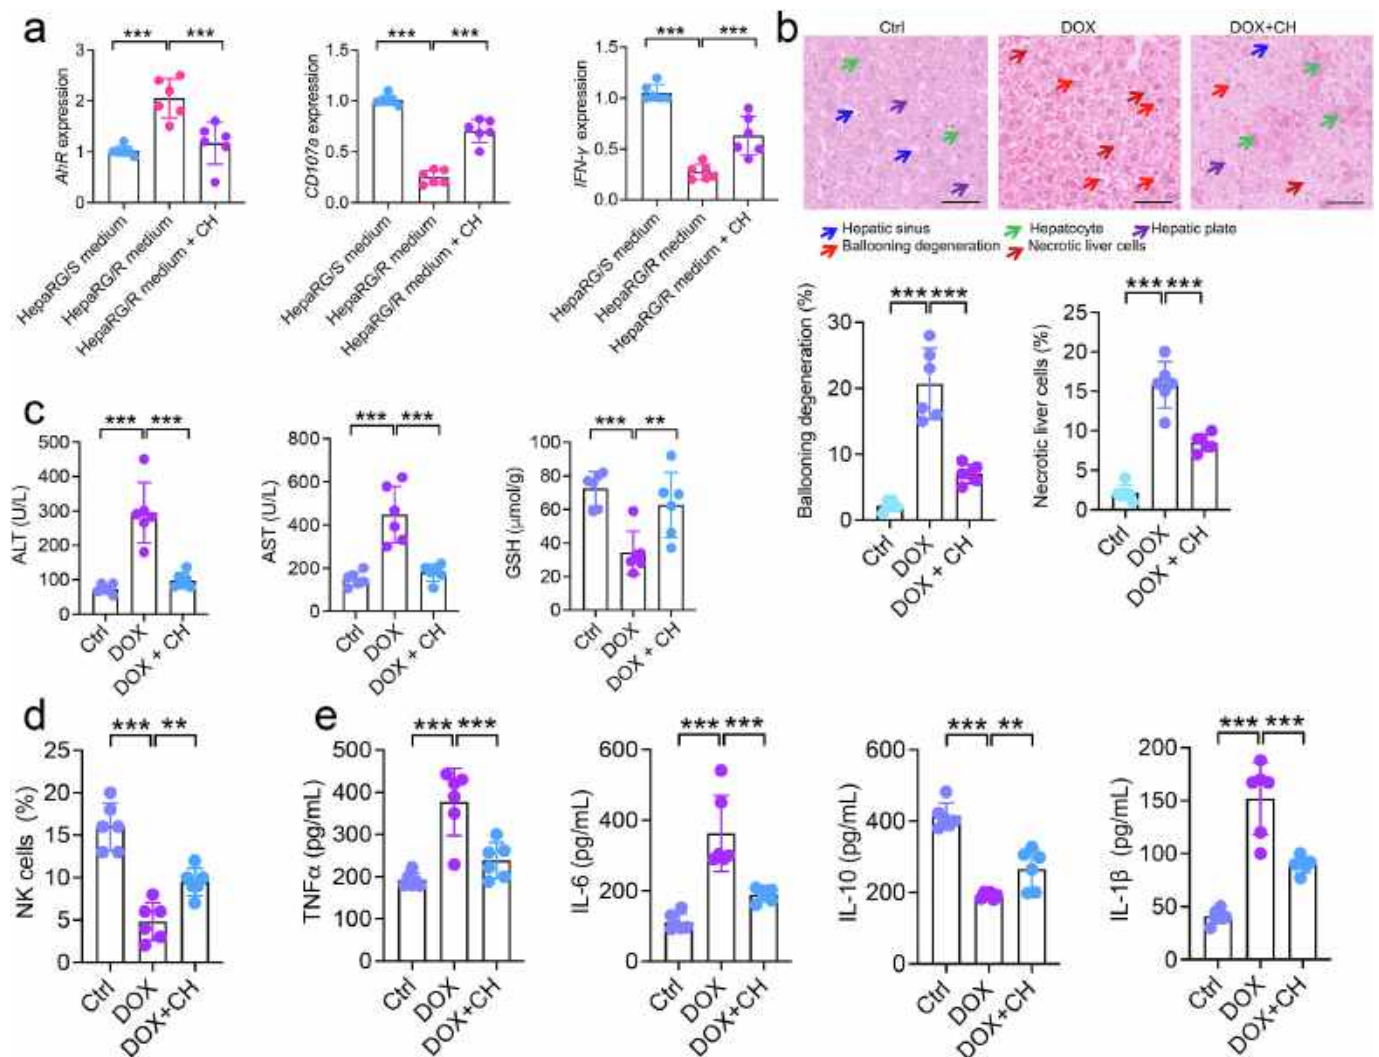 a
*** ***
AhR expression
3
2
1
0
HepaRG/S medium
HepaRG/R medium
HepaRG/R medium + CH
*** ***
CD107a expression
1.5
1.0
0.5
0.0
HepaRG/S medium
HepaRG/R medium
HepaRG/R medium + CH
*** ***
IFN-γ expression
1.5
1.0
0.5
0.0
HepaRG/S medium
HepaRG/R medium
HepaRG/R medium + CH
b
Ctrl DOX DOX+CH
Hepatic sinus Hepatocyte Hepatic plate
Ballooning degeneration Necrotic liver cells
*** ***
Ballooning degeneration (%)
30
20
10
0
Ctrl
DOX
DOX + CH
*** ***
Necrotic liver cells (%)
25
20
15
10
5
0
Ctrl
DOX
DOX + CH
c
*** ***
ALT (U/L)
500
400
300
200
100
0
Ctrl
DOX
DOX + CH
*** ***
AST (U/L)
800
600
400
200
0
Ctrl
DOX
DOX + CH
*** **
GSH (μmol/g)
100
80
60
40
20
0
Ctrl
DOX
DOX + CH
d
*** **
NK cells (%)
25
20
15
10
5
0
Ctrl
DOX
DOX+CH
e
*** ***
TNFα (pg/mL)
500
400
300
200
100
0
Ctrl
DOX
DOX+CH
*** ***
IL-6 (pg/mL)
600
400
200
0
Ctrl
DOX
DOX+CH
*** **
IL-10 (pg/mL)
600
400
200
0
Ctrl
DOX
DOX+CH
*** ***
IL-1β (pg/mL)
200
150
100
50
0
Ctrl
DOX
DOX+CH